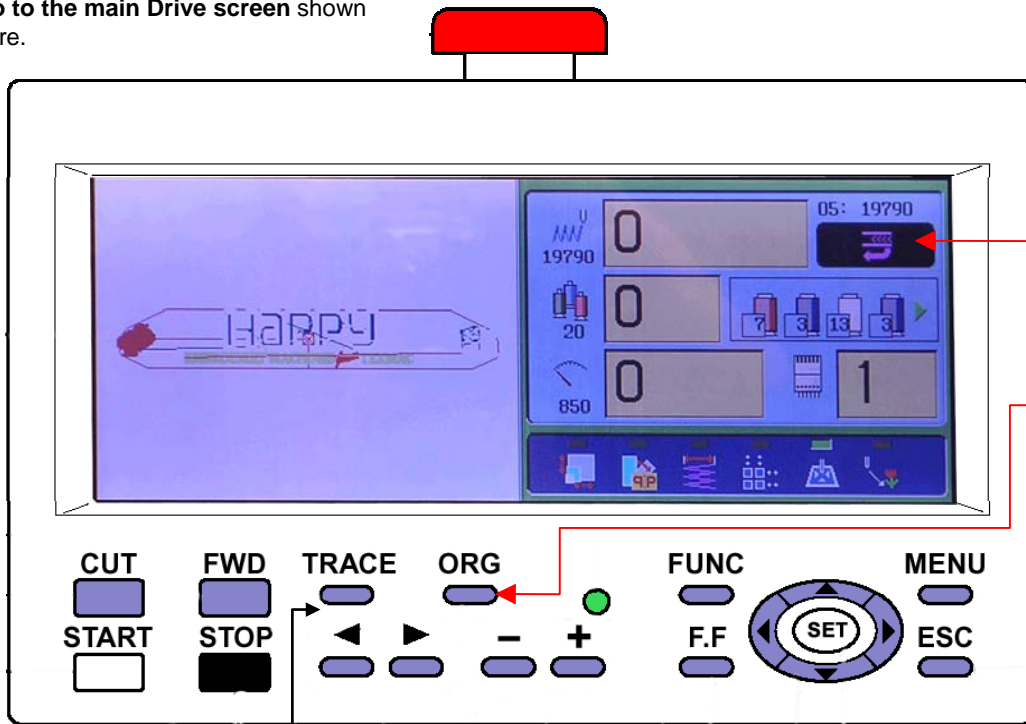 o to the main Drive screen shown
re.
05: 19790
0
19790
0
20
7 3 13 3
0
850
1
HAPPY
CUT FWD TRACE ORG FUNC MENU
START STOP ◀ ▶ − + F.F SET ESC